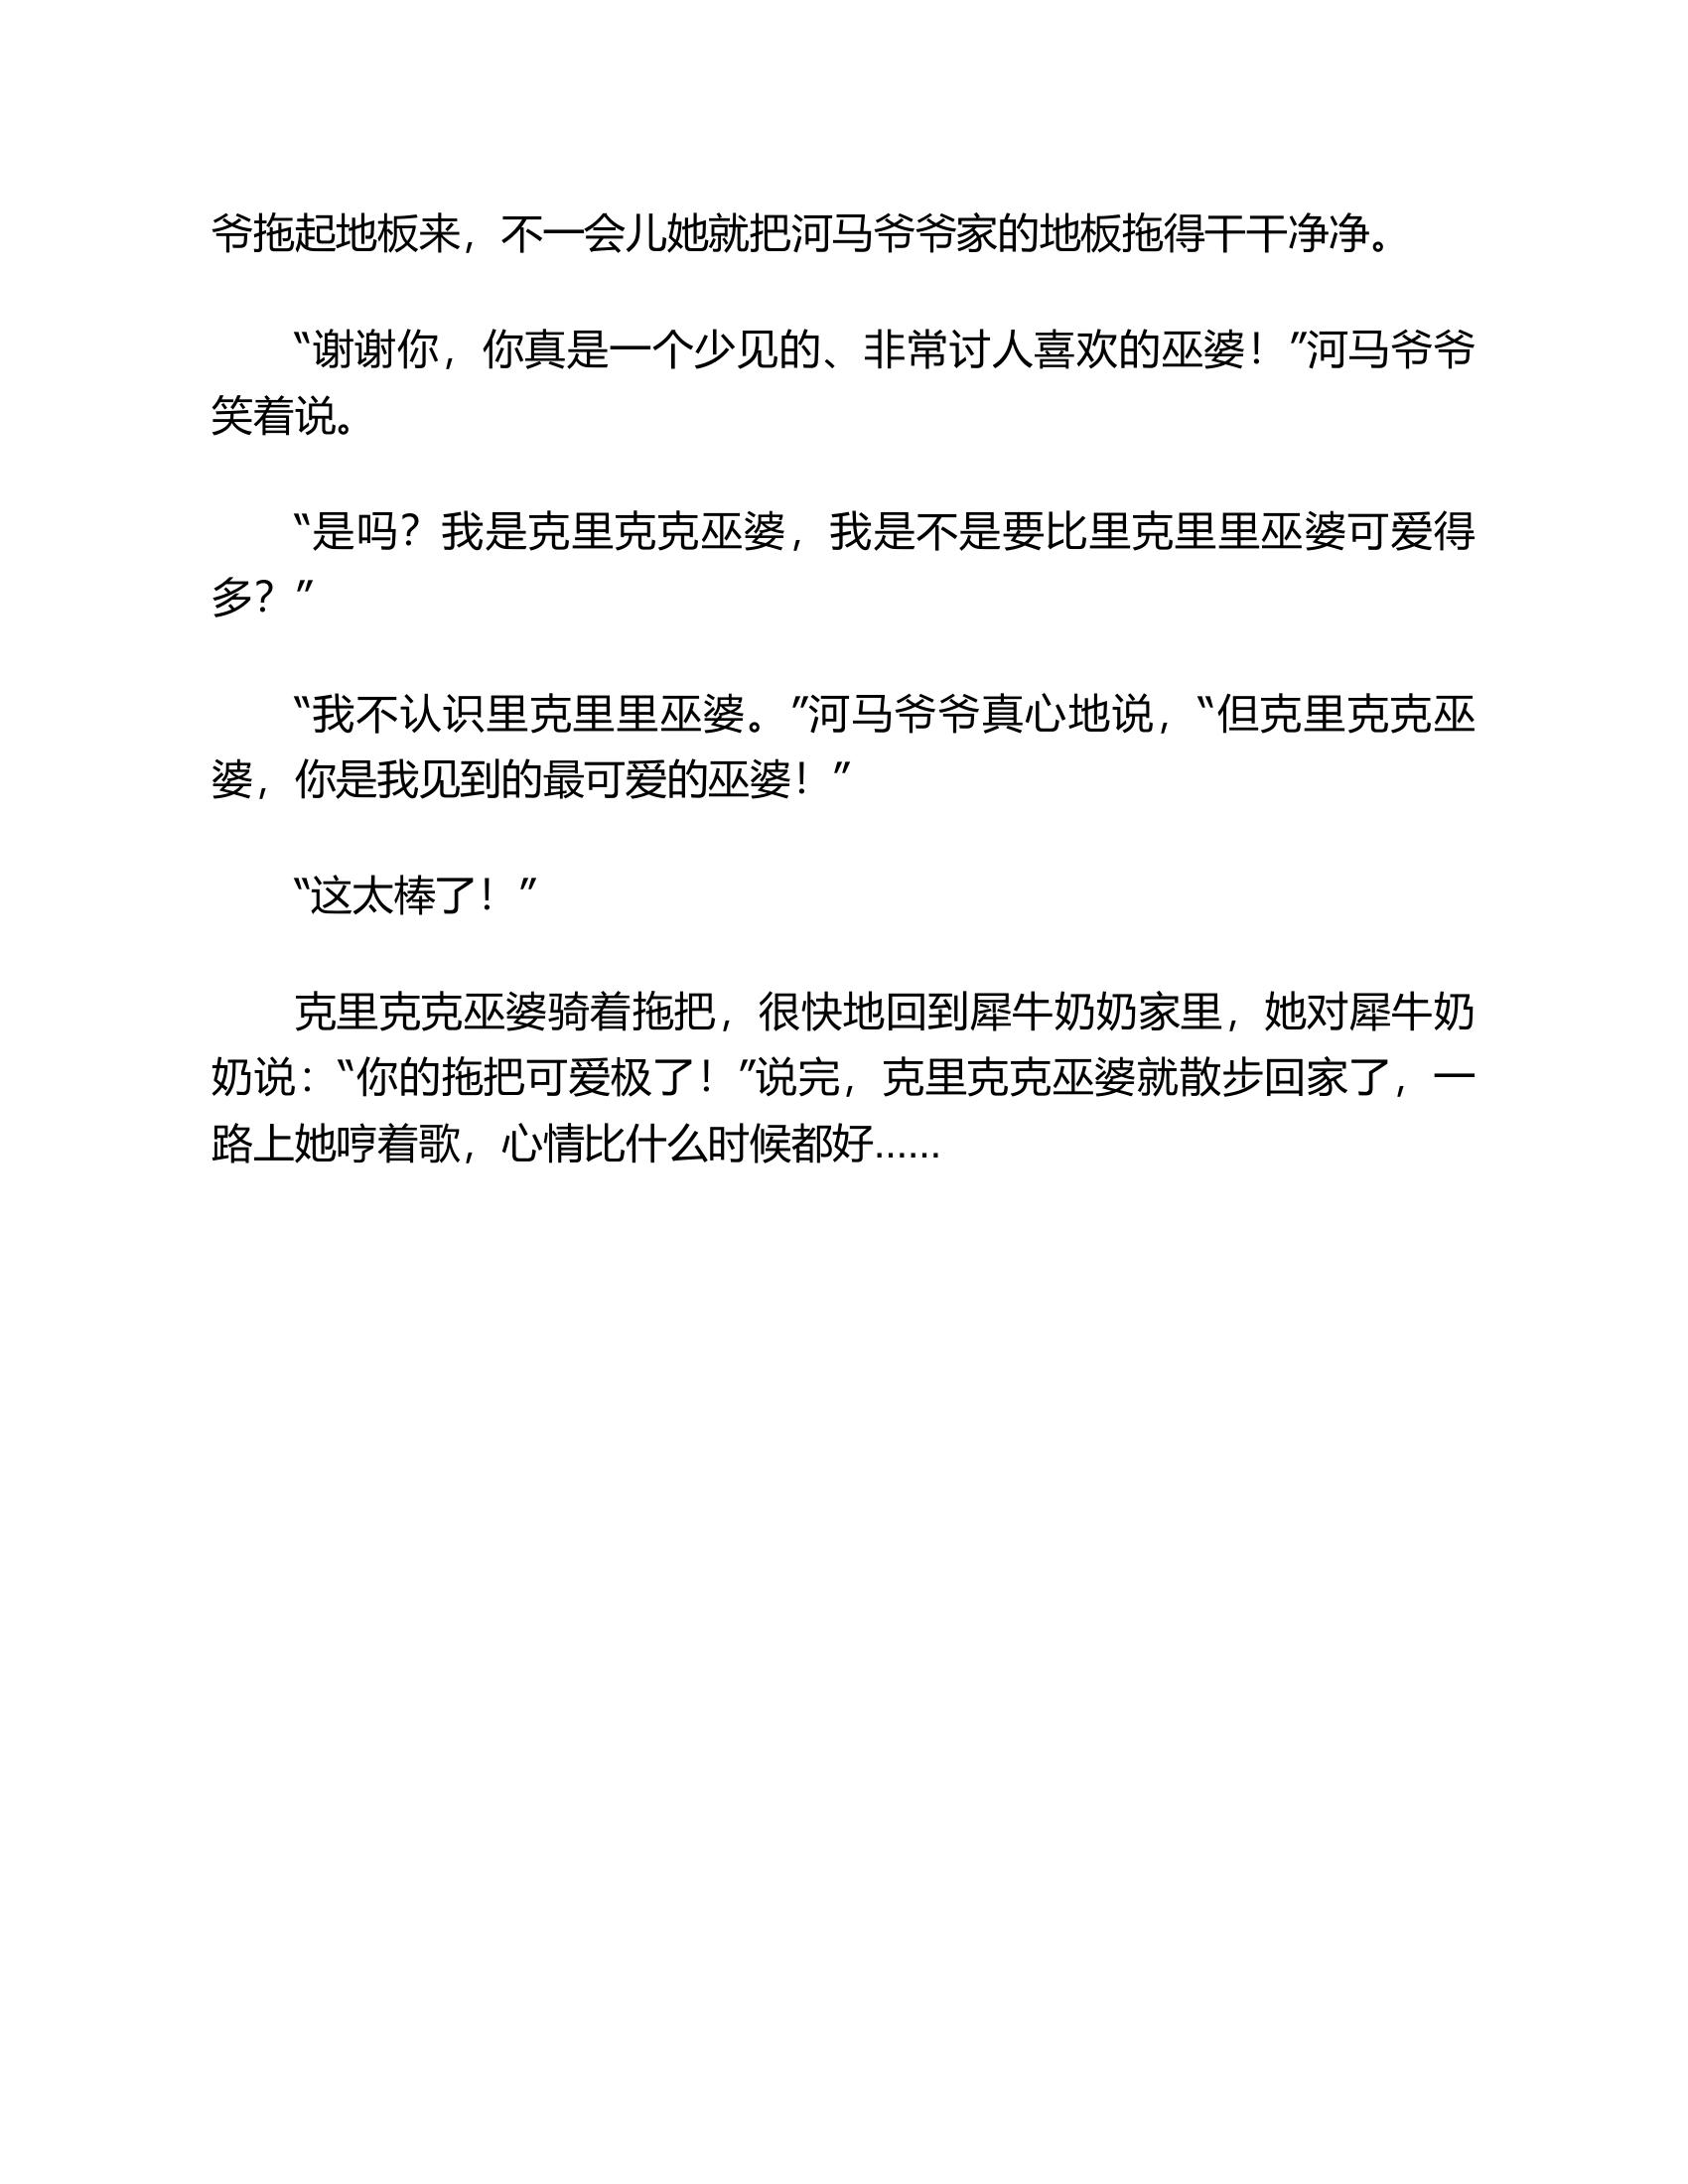 爷拖起地板来，不一会儿她就把河马爷爷家的地板拖得干干净净。
“谢谢你，你真是一个少见的、非常讨人喜欢的巫婆！”河马爷爷
笑着说。
“是吗？我是克里克克巫婆，我是不是要比里克里里巫婆可爱得
多？”
“我不认识里克里里巫婆。”河马爷爷真心地说，“但克里克克巫
婆，你是我见到的最可爱的巫婆！”
“这太棒了！”
克里克克巫婆骑着拖把，很快地回到犀牛奶奶家里，她对犀牛奶
奶说：“你的拖把可爱极了！”说完，克里克克巫婆就散步回家了，一
路上她哼着歌，心情比什么时候都好……